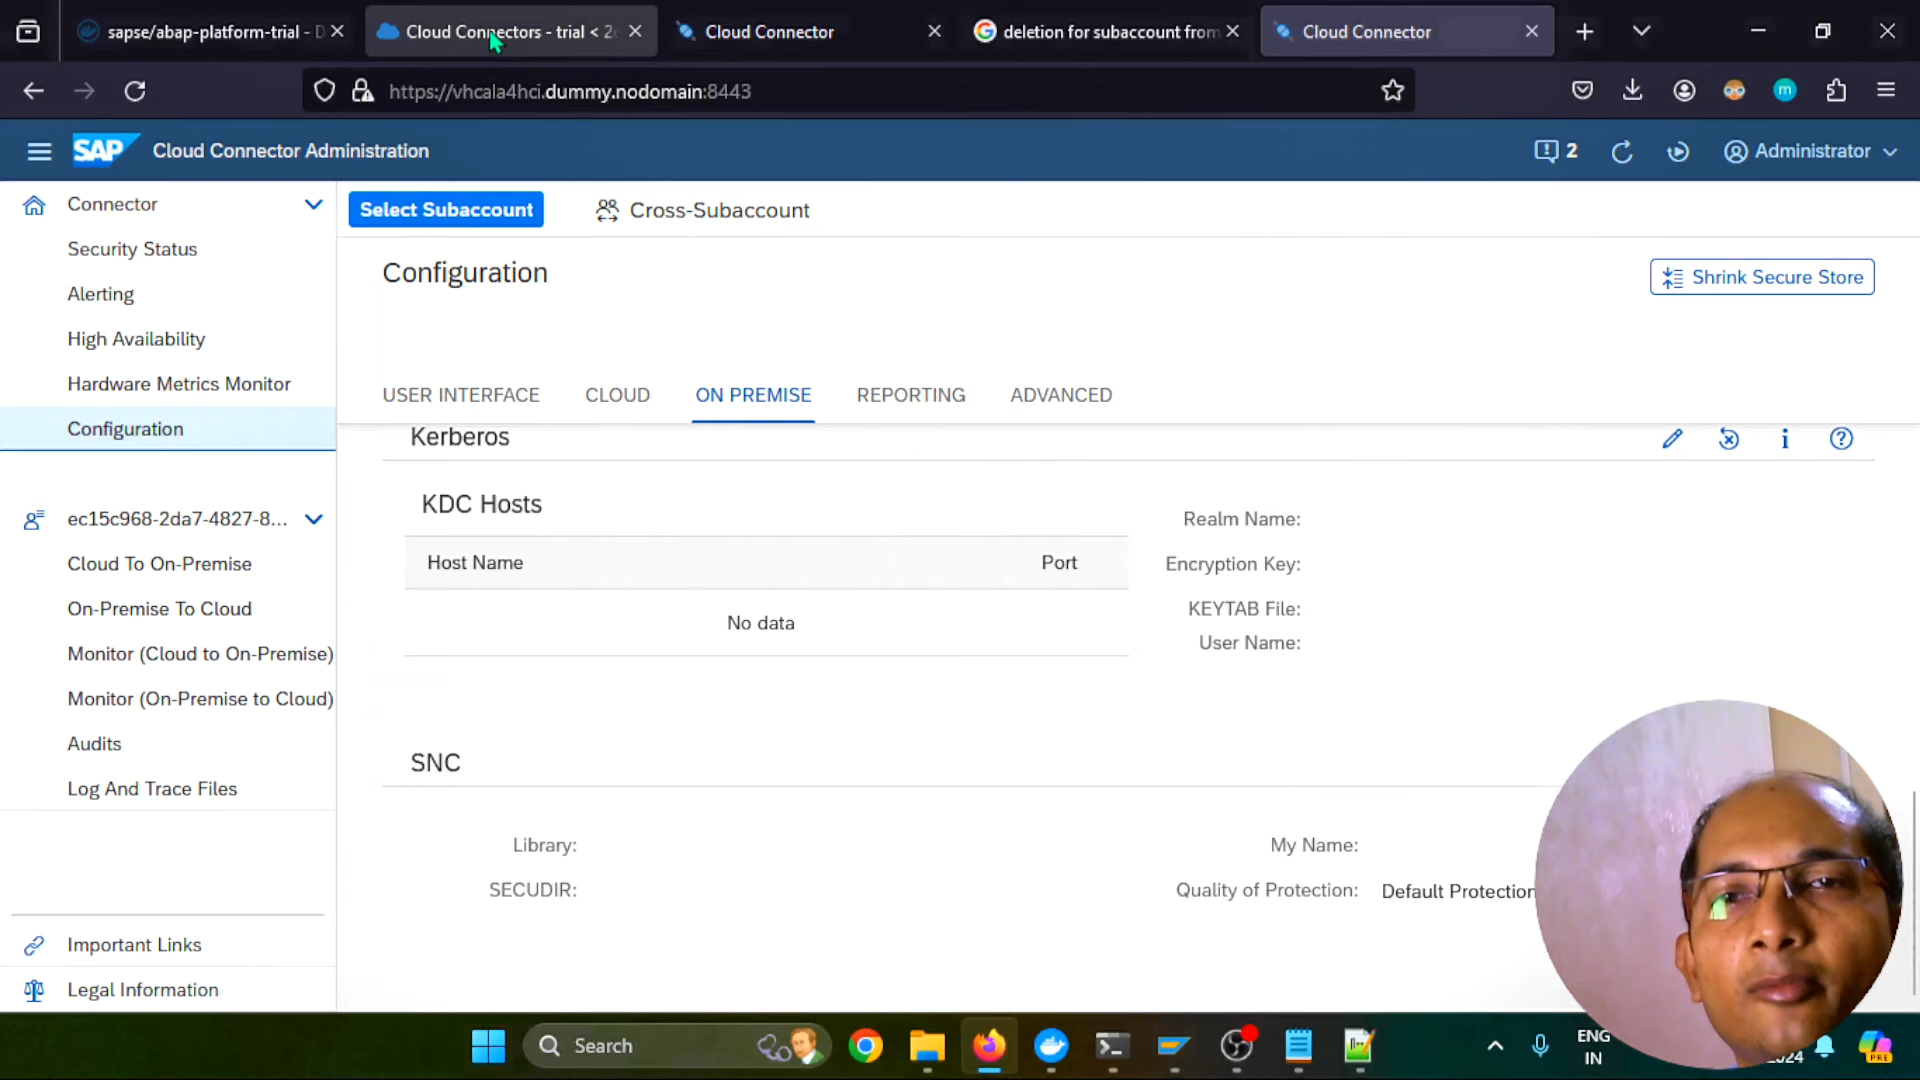 sapse/abap-platform-trial - D
Cloud Connectors - trial < 2
Cloud Connector
deletion for subaccount from
Cloud Connector
https://vhcala4hci.dummy.nodomain:8443
SAP Cloud Connector Administration
2
Administrator
Connector
Select Subaccount
Cross-Subaccount
Security Status
Alerting
High Availability
Hardware Metrics Monitor
Configuration
Configuration
Shrink Secure Store
USER INTERFACE
CLOUD
ON PREMISE
REPORTING
ADVANCED
Kerberos
KDC Hosts
Host Name
Port
No data
Realm Name:
Encryption Key:
KEYTAB File:
User Name:
ec15c968-2da7-4827-8...
Cloud To On-Premise
On-Premise To Cloud
Monitor (Cloud to On-Premise)
Monitor (On-Premise to Cloud)
Audits
Log And Trace Files
SNC
Library:
My Name:
SECUDIR:
Quality of Protection:
Default Protection
Important Links
Legal Information
Search
ENG
IN
2024
PRE